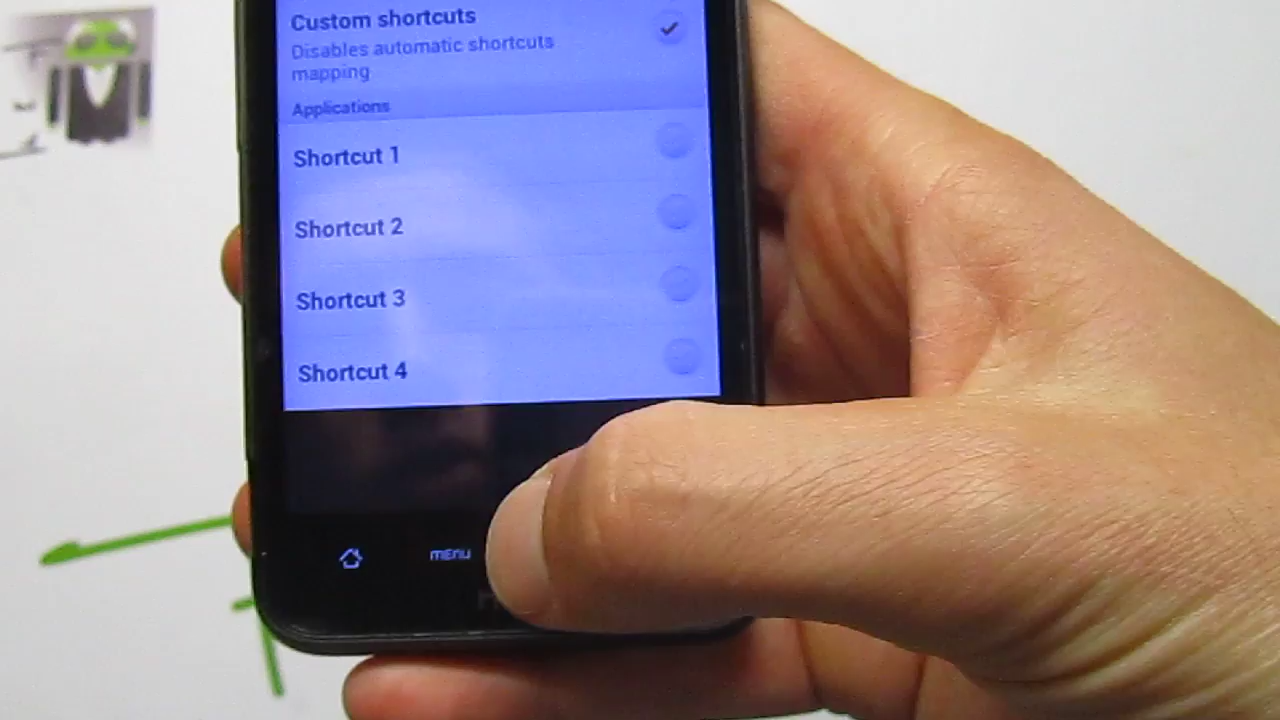 Custom shortcuts
Disables automatic shortcuts
mapping
Applications
Shortcut 1
Shortcut 2
Shortcut 3
Shortcut 4
menu